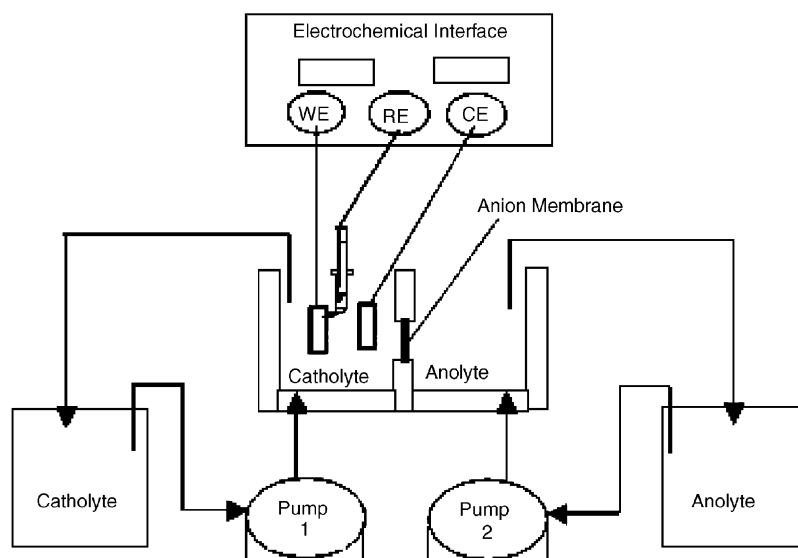 Electrochemical Interface
WE
RE
CE
Anion Membrane
Catholyte
Anolyte
Catholyte
Pump
1
Pump
2
Anolyte